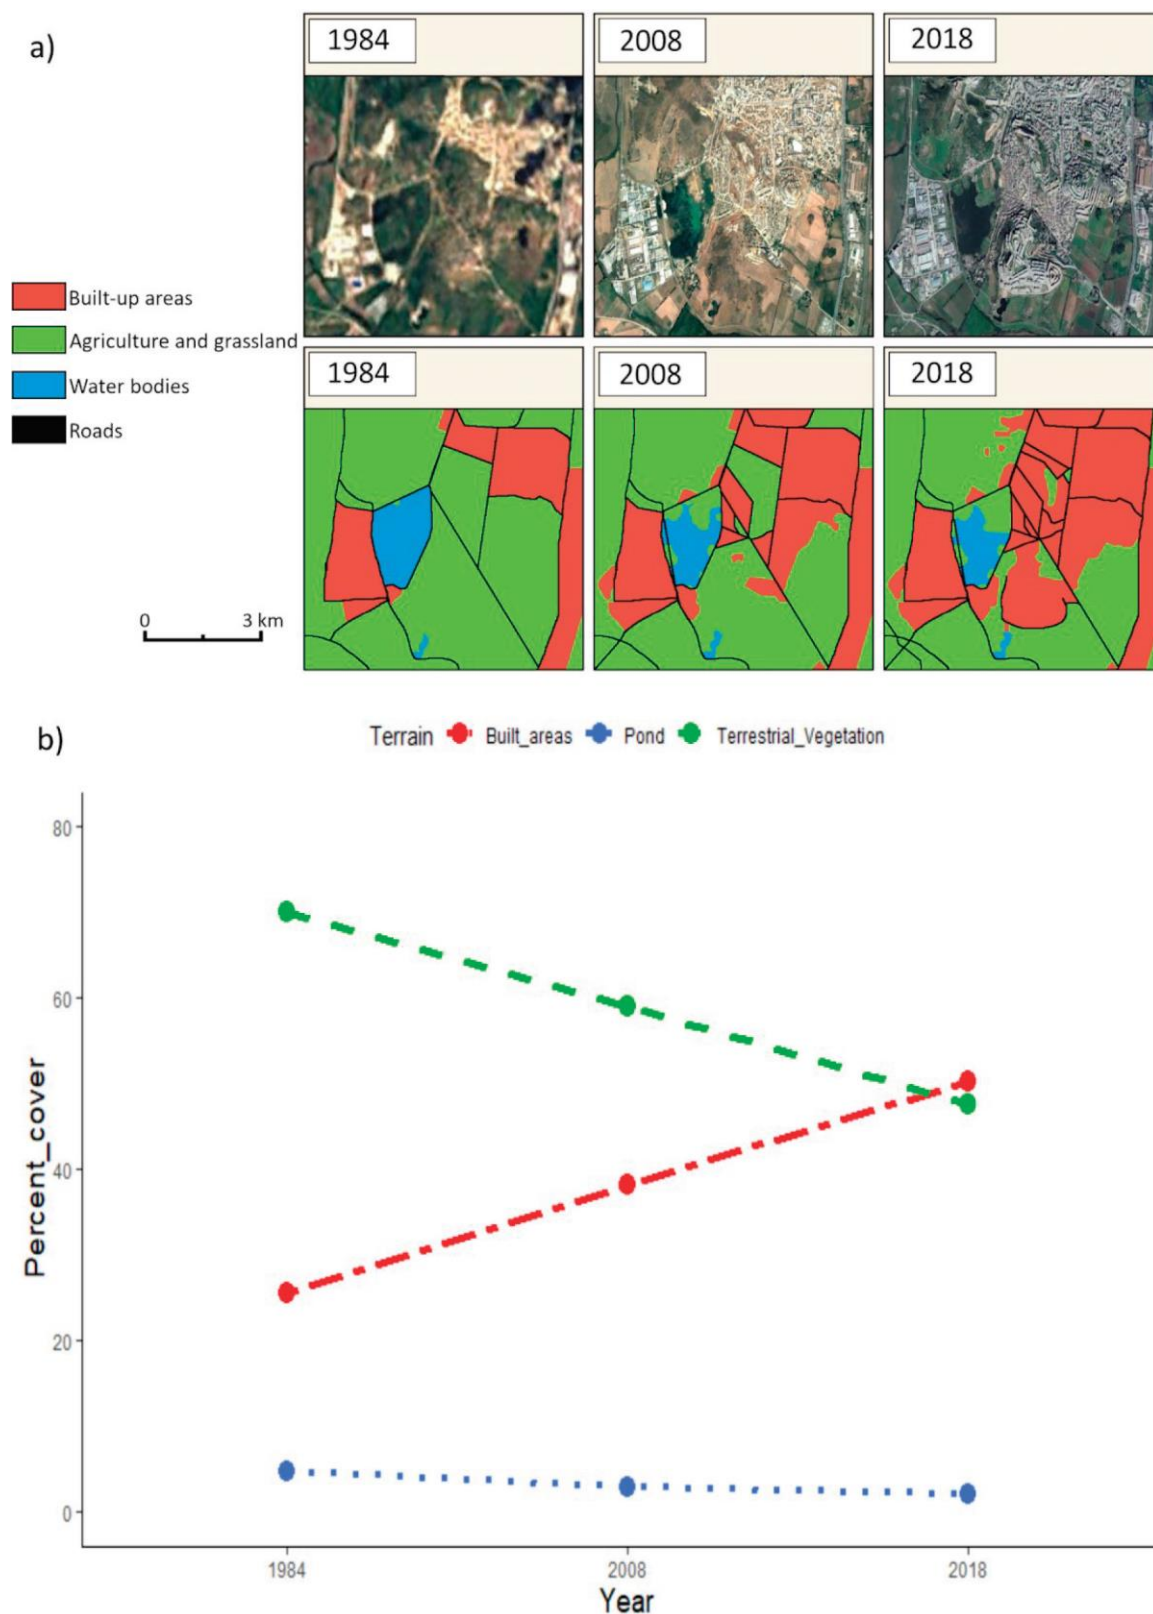 a)
1984 2008 2018
Built-up areas
Agriculture and grassland
Water bodies
Roads
1984 2008 2018
0 3 km
b)
Terrain Built_areas Pond Terrestrial_Vegetation
80
60
40
20
0
Percent_cover
1984 2008 2018
Year